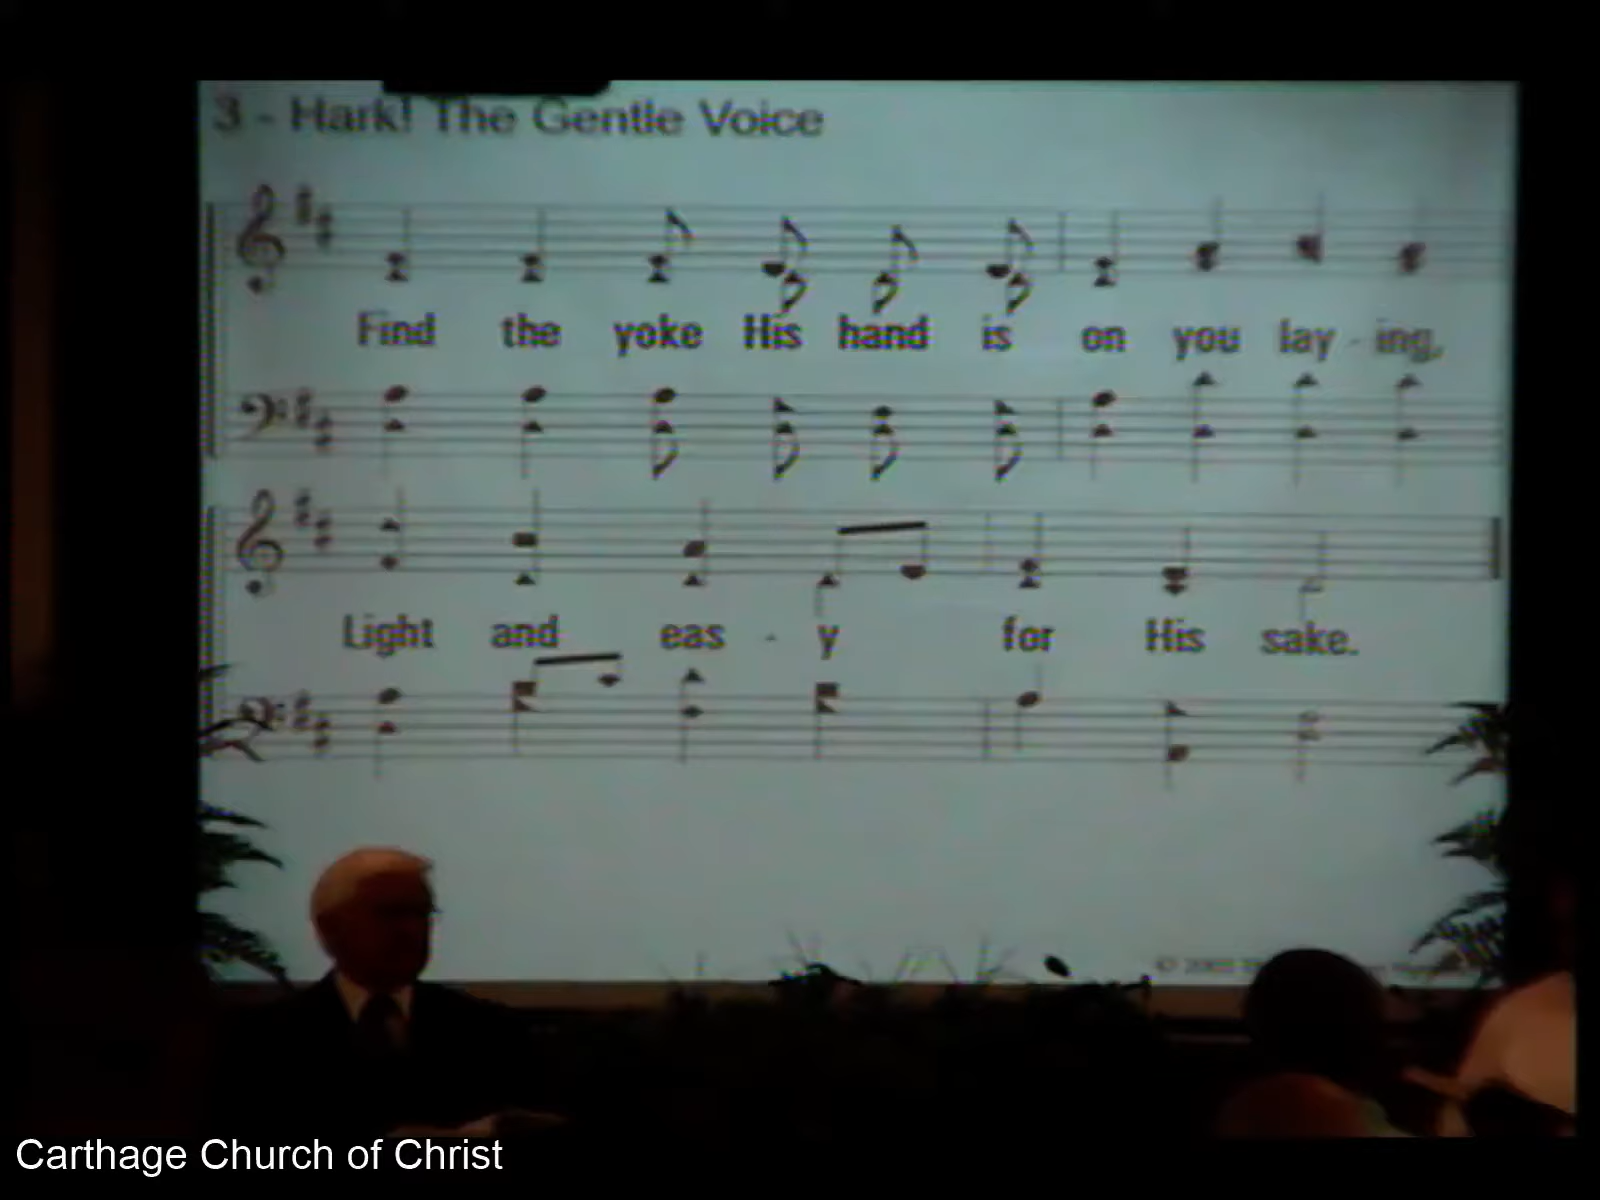 3 - Hark! The Gentle Voice
Find the yoke His hand is on you lay - ing,
Light and eas - y for His sake.
Carthage Church of Christ